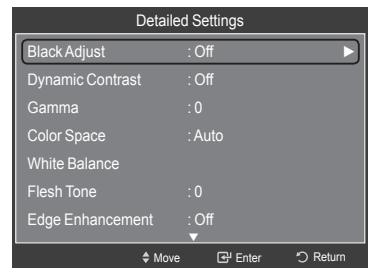 Detailed Settings
Black Adjust : Off ►
Dynamic Contrast : Off
Gamma : 0
Color Space : Auto
White Balance
Flesh Tone : 0
Edge Enhancement : Off
▼
Move Enter Return